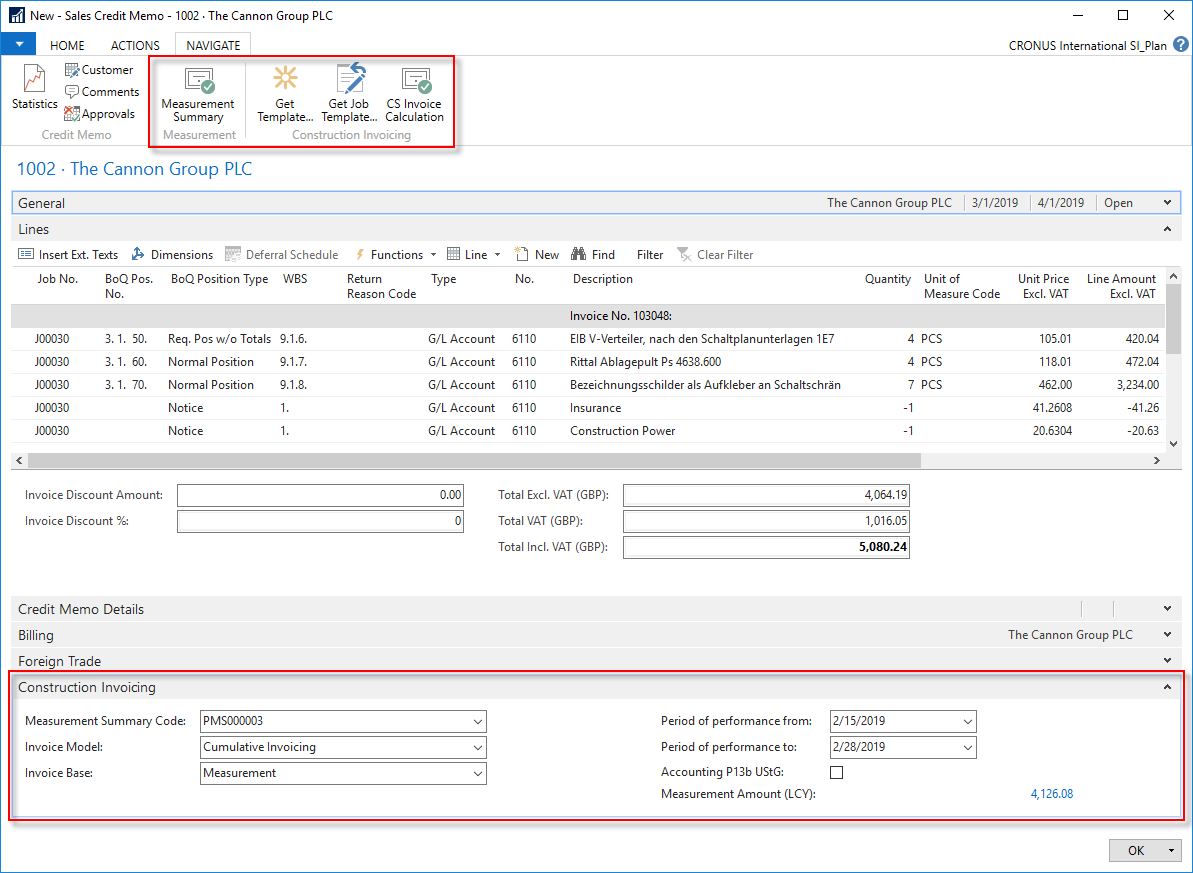 New - Sales Credit Memo - 1002 · The Cannon Group PLC
HOME ACTIONS NAVIGATE CRONUS International SI_Plan ?
Statistics
Customer
Comments
Approvals
Credit Memo
Measurement Summary
Measurement
Get Template...
Get Job Template...
CS Invoice Calculation
Construction Invoicing
1002 · The Cannon Group PLC
General The Cannon Group PLC 3/1/2019 4/1/2019 Open
Lines
Insert Ext. Texts Dimensions Deferral Schedule Functions Line New Find Filter Clear Filter
Job No. BoQ Pos. No. BoQ Position Type WBS Return Reason Code Type No. Description Quantity Unit of Measure Code Unit Price Excl. VAT Line Amount Excl. VAT
Invoice No. 103048:
J00030 3. 1. 50. Req. Pos w/o Totals 9.1.6. G/L Account 6110 EIB V-Verteiler, nach den Schaltplanunterlagen 1E7 4 PCS 105.01 420.04
J00030 3. 1. 60. Normal Position 9.1.7. G/L Account 6110 Rittal Ablagepult Ps 4638.600 4 PCS 118.01 472.04
J00030 3. 1. 70. Normal Position 9.1.8. G/L Account 6110 Bezeichnungsschilder als Aufkleber an Schaltschrän 7 PCS 462.00 3,234.00
J00030 Notice 1. G/L Account 6110 Insurance -1 41.2608 -41.26
J00030 Notice 1. G/L Account 6110 Construction Power -1 20.6304 -20.63
Invoice Discount Amount: 0.00 Total Excl. VAT (GBP): 4,064.19
Invoice Discount %: 0 Total VAT (GBP): 1,016.05
Total Incl. VAT (GBP): 5,080.24
Credit Memo Details
Billing The Cannon Group PLC
Foreign Trade
Construction Invoicing
Measurement Summary Code: PMS000003 Period of performance from: 2/15/2019
Invoice Model: Cumulative Invoicing Period of performance to: 2/28/2019
Invoice Base: Measurement Accounting P13b UStG:
Measurement Amount (LCY): 4,126.08
OK